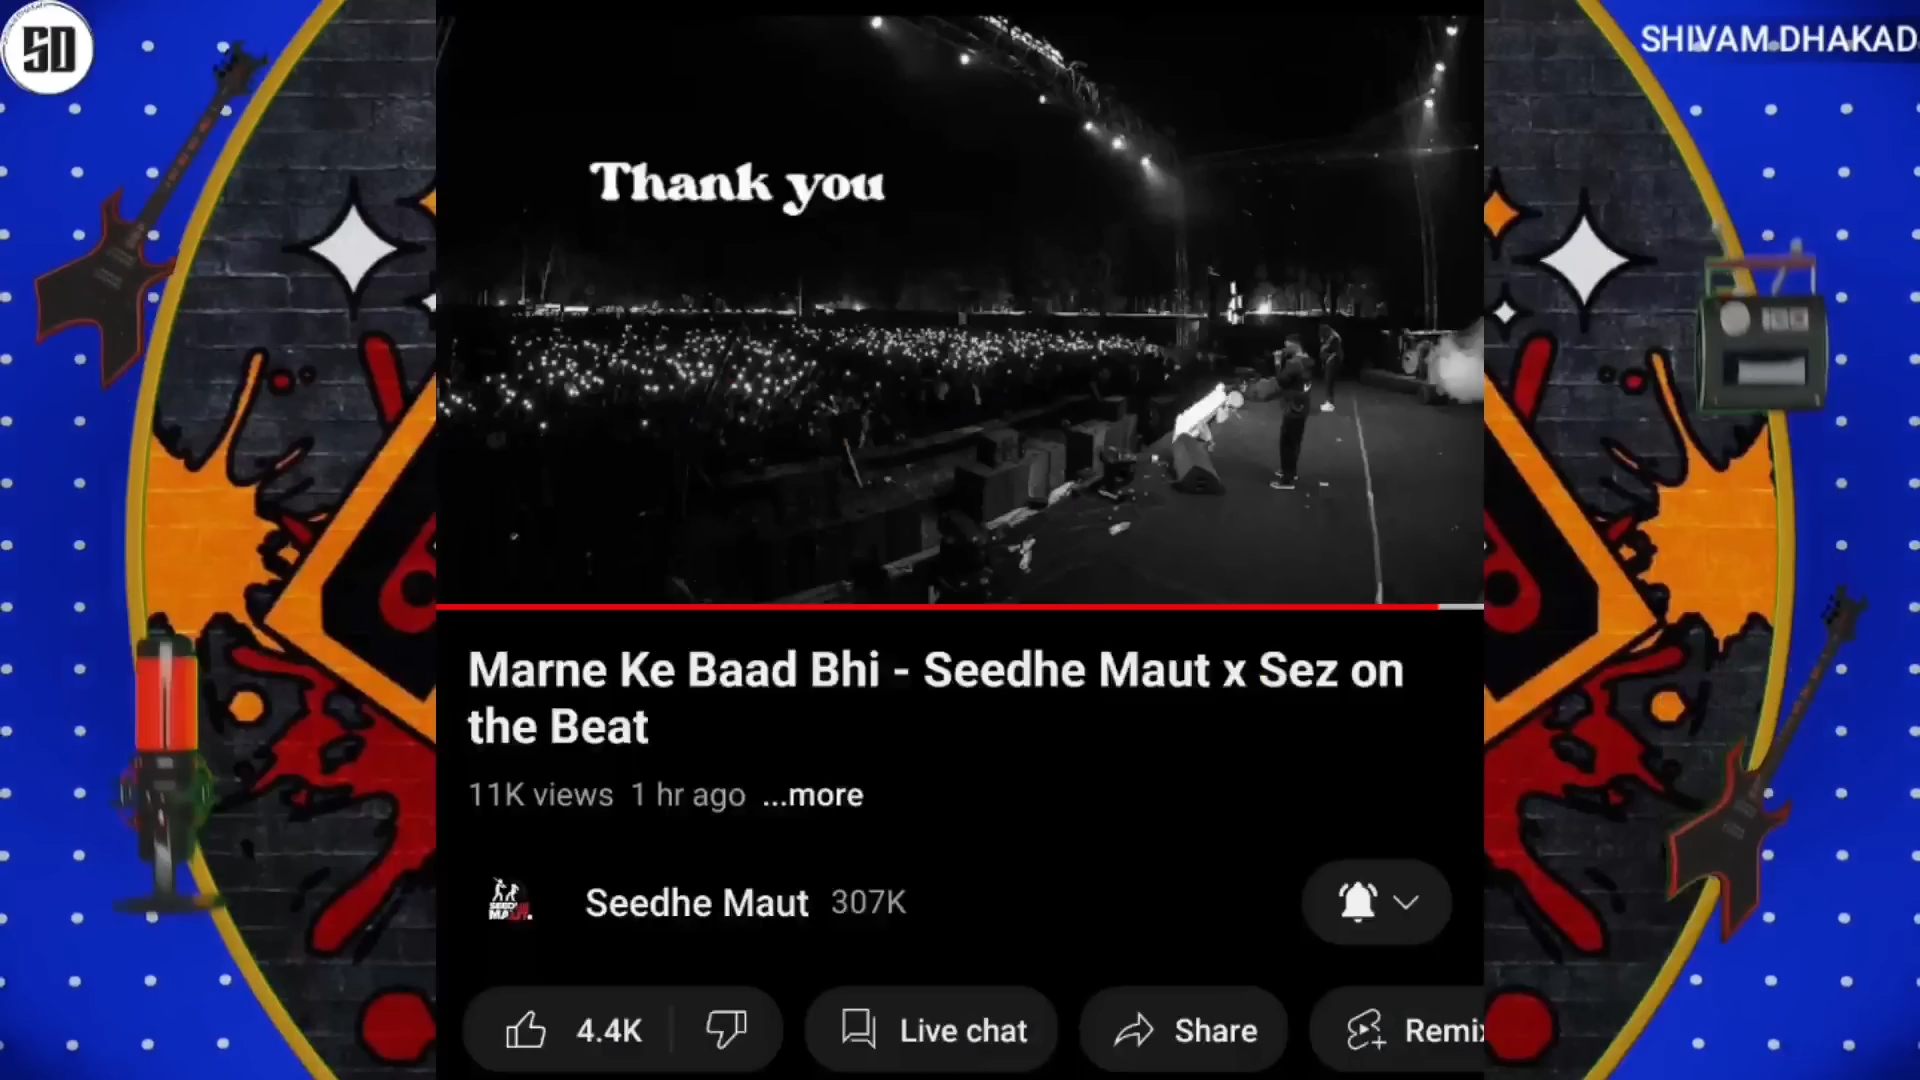 SD
SHIVAM DHAKAD
Thank you
Marne Ke Baad Bhi - Seedhe Maut x Sez on
the Beat
11K views 1 hr ago ...more
Seedhe Maut 307K
4.4K
Live chat
Share
Remix